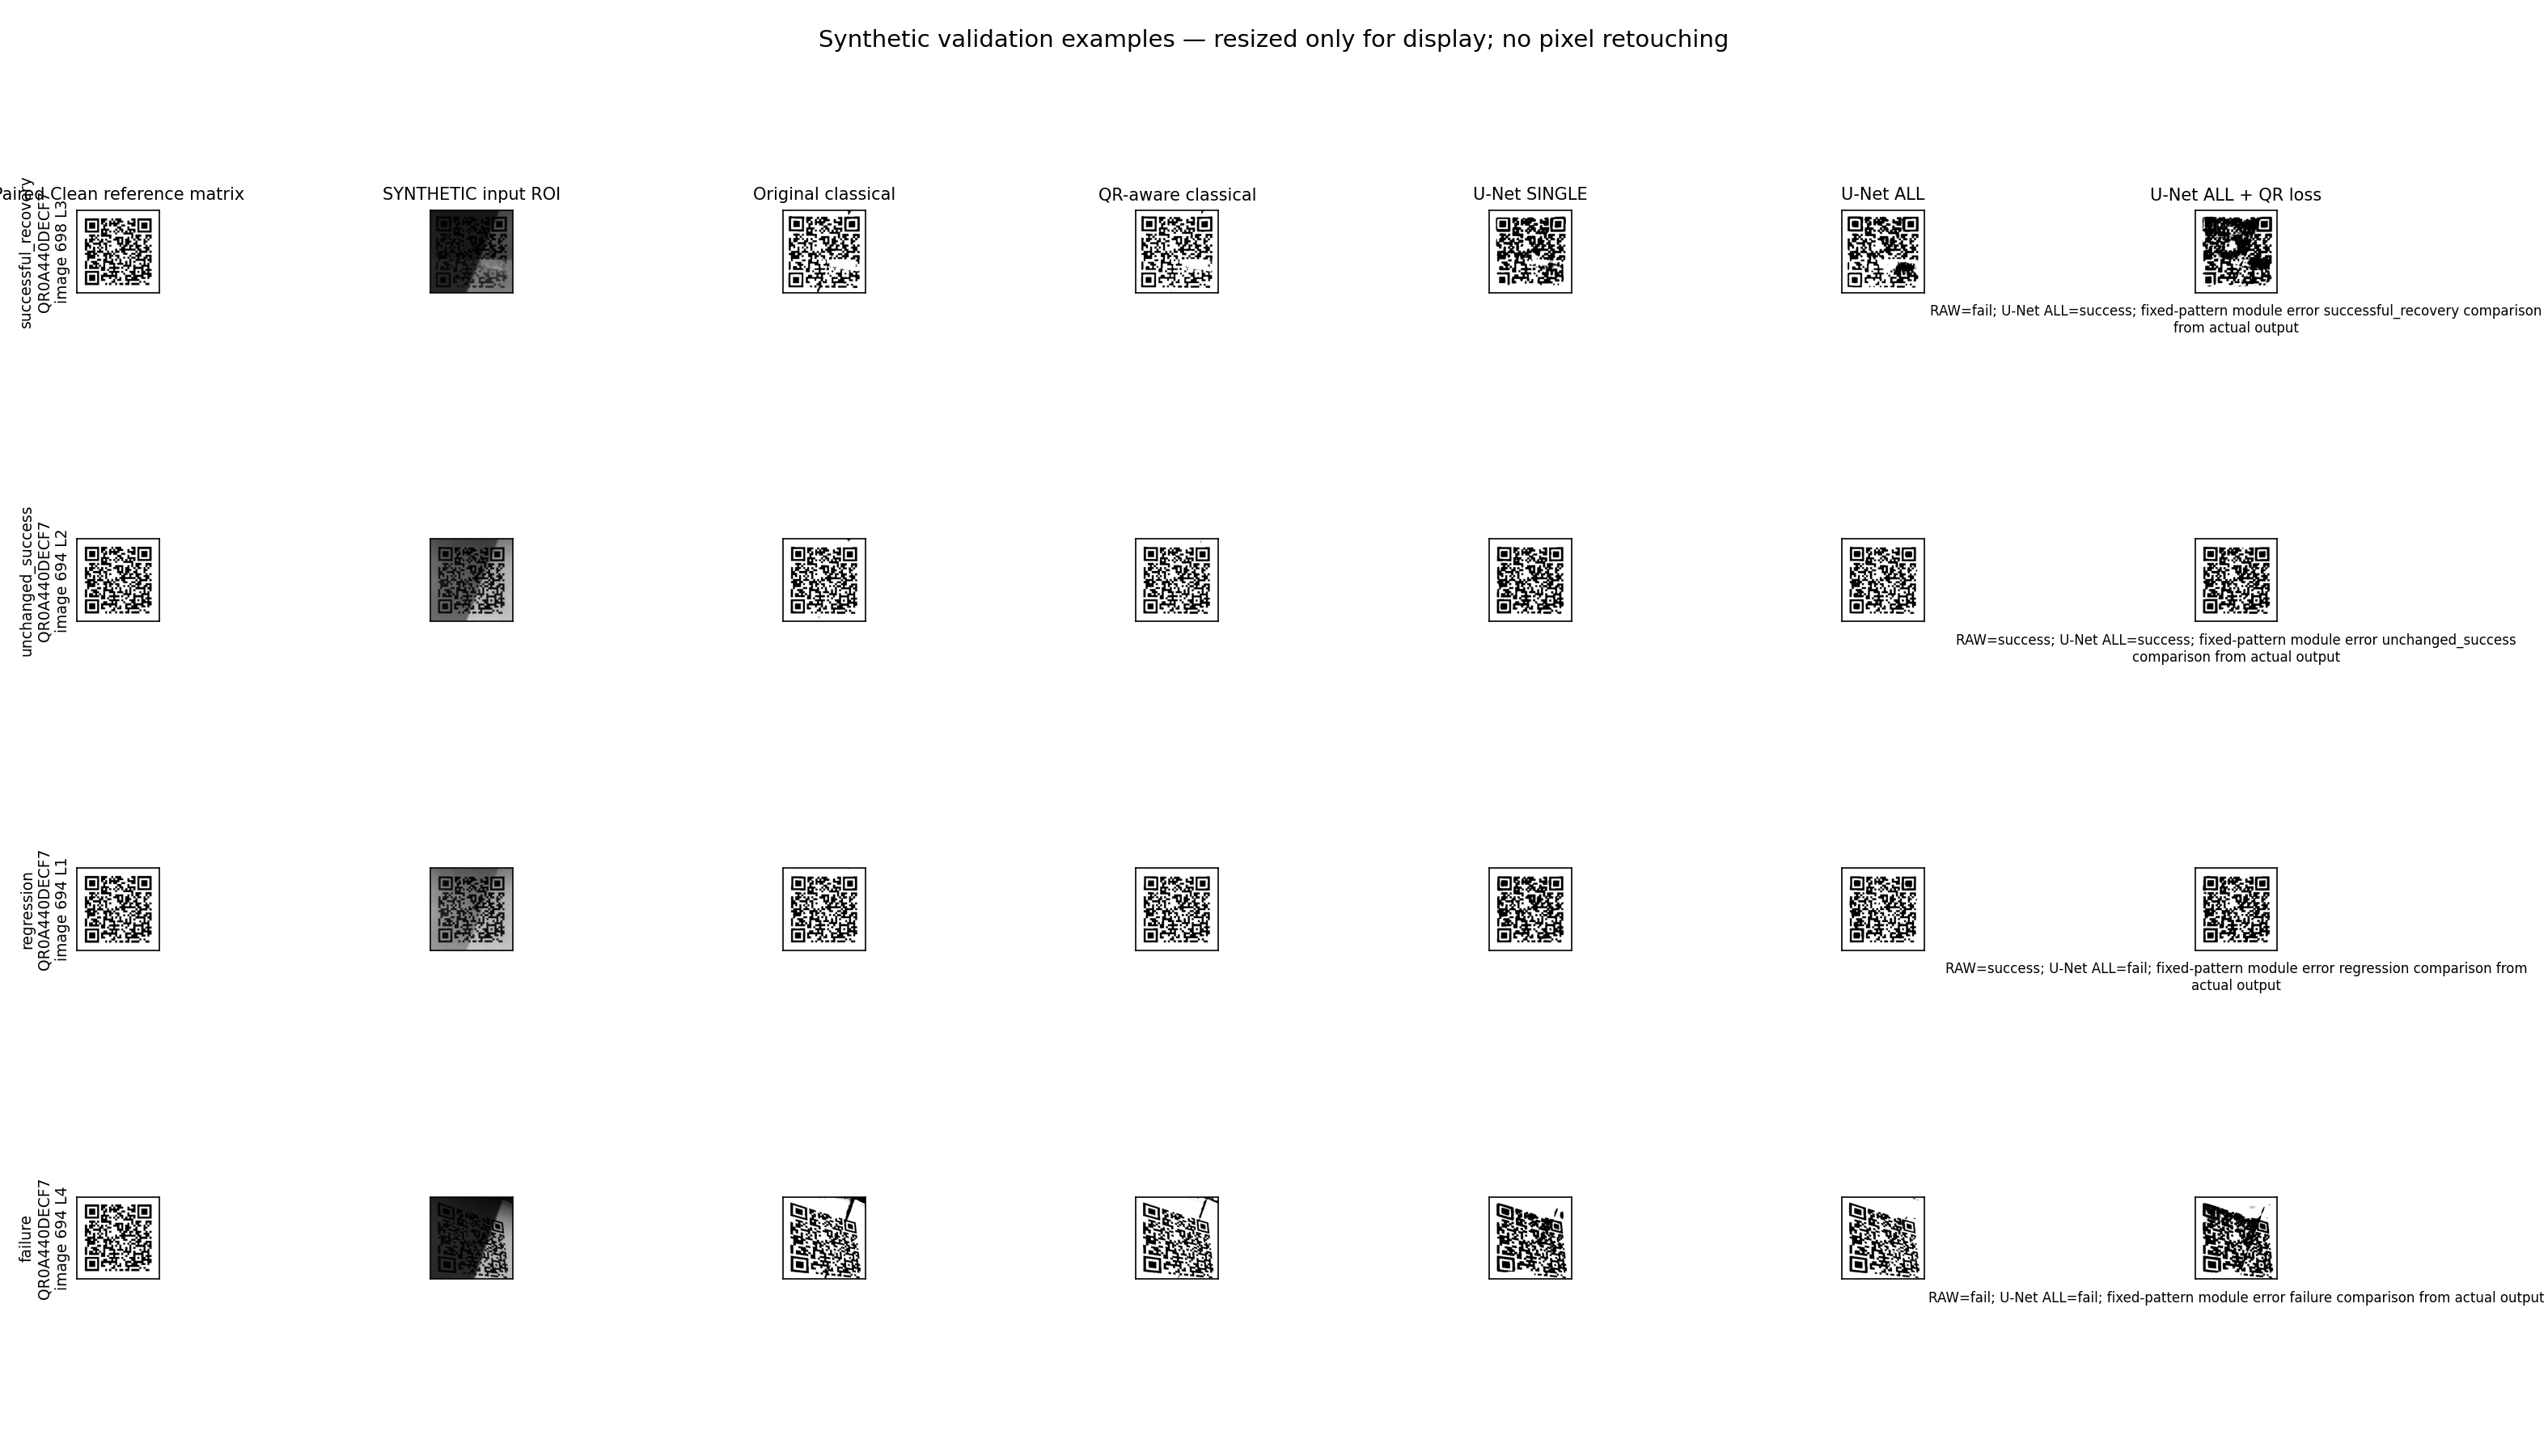 Synthetic validation examples — resized only for display; no pixel retouching
Paired Clean reference matrix
SYNTHETIC input ROI
Original classical
QR-aware classical
U-Net SINGLE
U-Net ALL
U-Net ALL + QR loss
successful_recovery
QR0A440DECF7
image 698 L3
RAW=fail; U-Net ALL=success; fixed-pattern module error successful_recovery comparison
from actual output
unchanged_success
QR0A440DECF7
image 694 L2
RAW=success; U-Net ALL=success; fixed-pattern module error unchanged_success
comparison from actual output
regression
QR0A440DECF7
image 694 L1
RAW=success; U-Net ALL=fail; fixed-pattern module error regression comparison from
actual output
failure
QR0A440DECF7
image 694 L4
RAW=fail; U-Net ALL=fail; fixed-pattern module error failure comparison from actual output